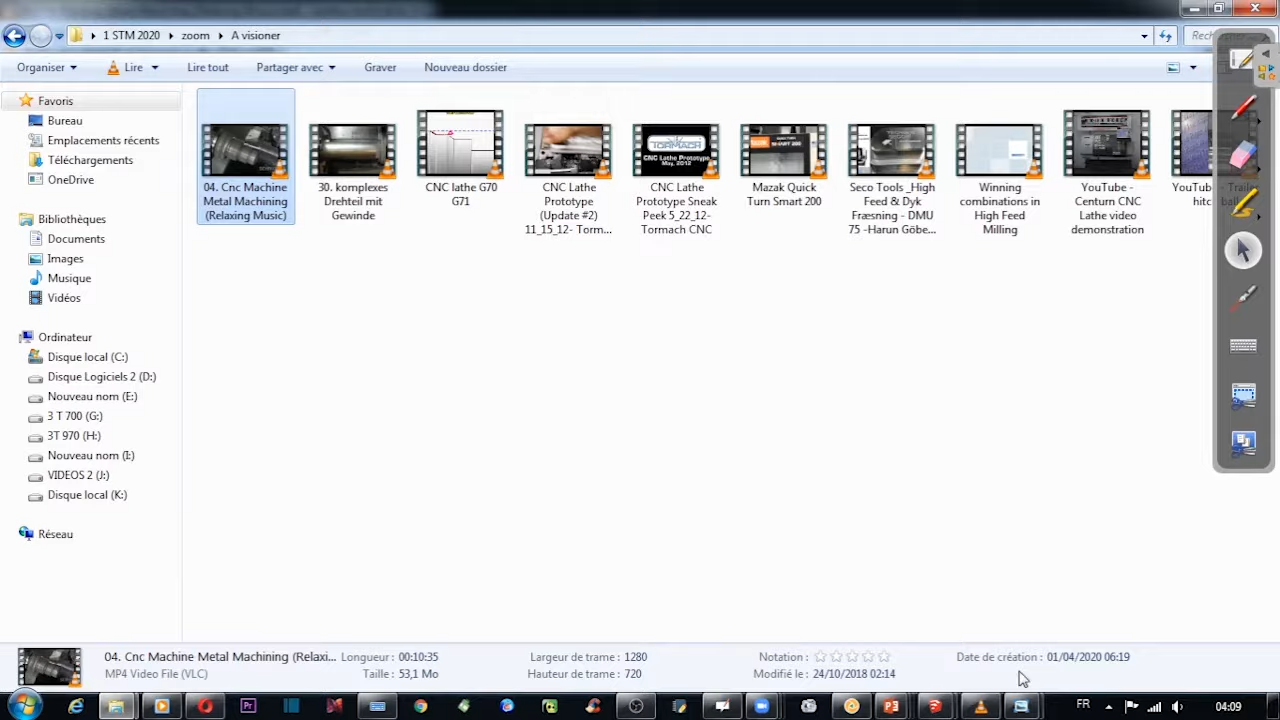 1 STM 2020 zoom A visioner
Organiser Lire Lire tout Partager avec Graver Nouveau dossier
Favoris
Bureau
Emplacements récents
Téléchargements
OneDrive
Bibliothèques
Documents
Images
Musique
Vidéos
Ordinateur
Disque local (C:)
Disque Logiciels 2 (D:)
Nouveau nom (E:)
3 T 700 (G:)
3T 970 (H:)
Nouveau nom (I:)
VIDEOS 2 (J:)
Disque local (K:)
Réseau
04. Cnc Machine
Metal Machining
(Relaxing Music)
30. komplexes
Drehteil mit
Gewinde
CNC lathe G70
G71
CNC Lathe
Prototype
(Update #2)
11_15_12- Torm...
TORMACH
CNC Lathe Prototype
May, 2012
CNC Lathe
Prototype Sneak
Peek 5_22_12-
Tormach CNC
Mazak Quick
Turn Smart 200
Seco Tools _High
Feed & Dyk
Fræsning - DMU
75 -Harun Göbe...
Winning
combinations in
High Feed
Milling
YouTube -
Centurn CNC
Lathe video
demonstration
04. Cnc Machine Metal Machining (Relaxi... Longueur : 00:10:35 Largeur de trame : 1280 Notation : Date de création : 01/04/2020 06:19
MP4 Video File (VLC) Taille : 53,1 Mo Hauteur de trame : 720 Modifié le : 24/10/2018 02:14
FR 04:09